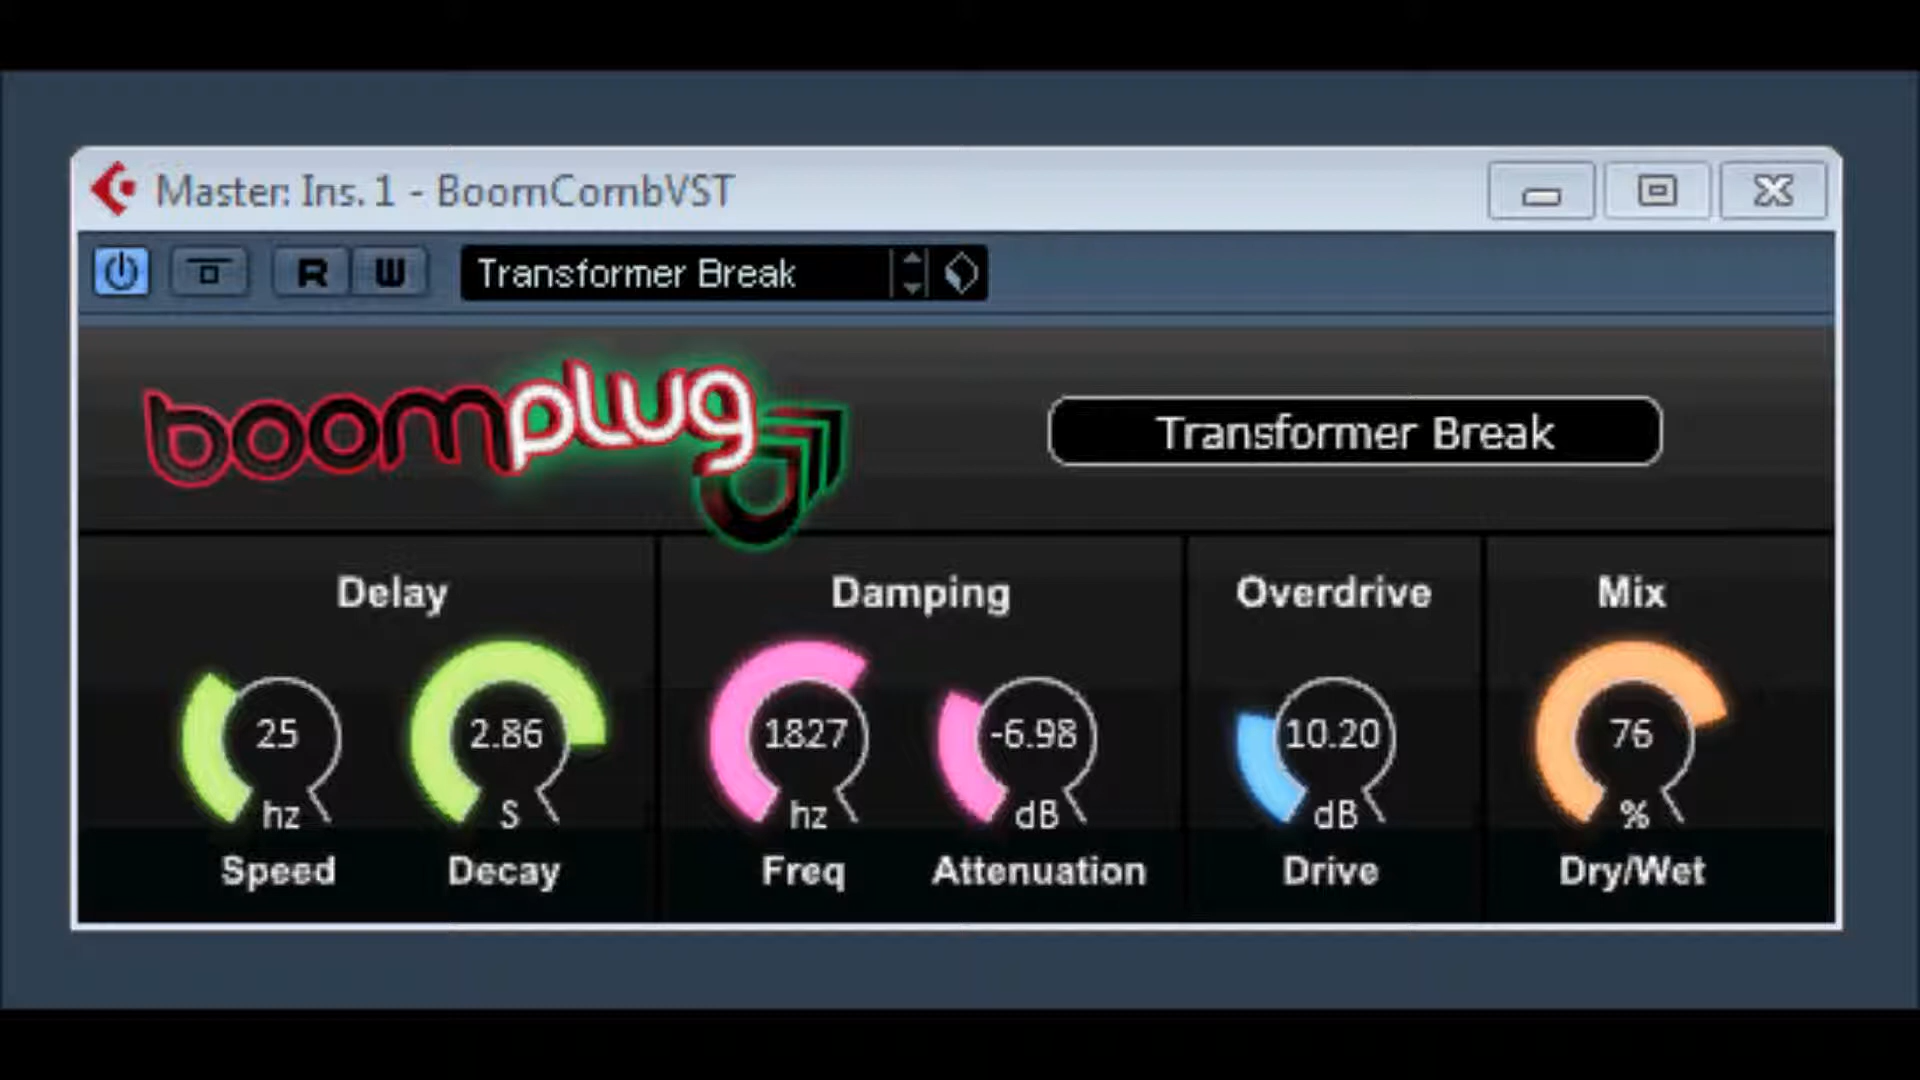 Master: Ins. 1 - BoomCombVST
R W Transformer Break
boomplug
Transformer Break
Delay Damping Overdrive Mix
25 2.86 1827 -6.98 10.20 76
hz S hz dB dB %
Speed Decay Freq Attenuation Drive Dry/Wet